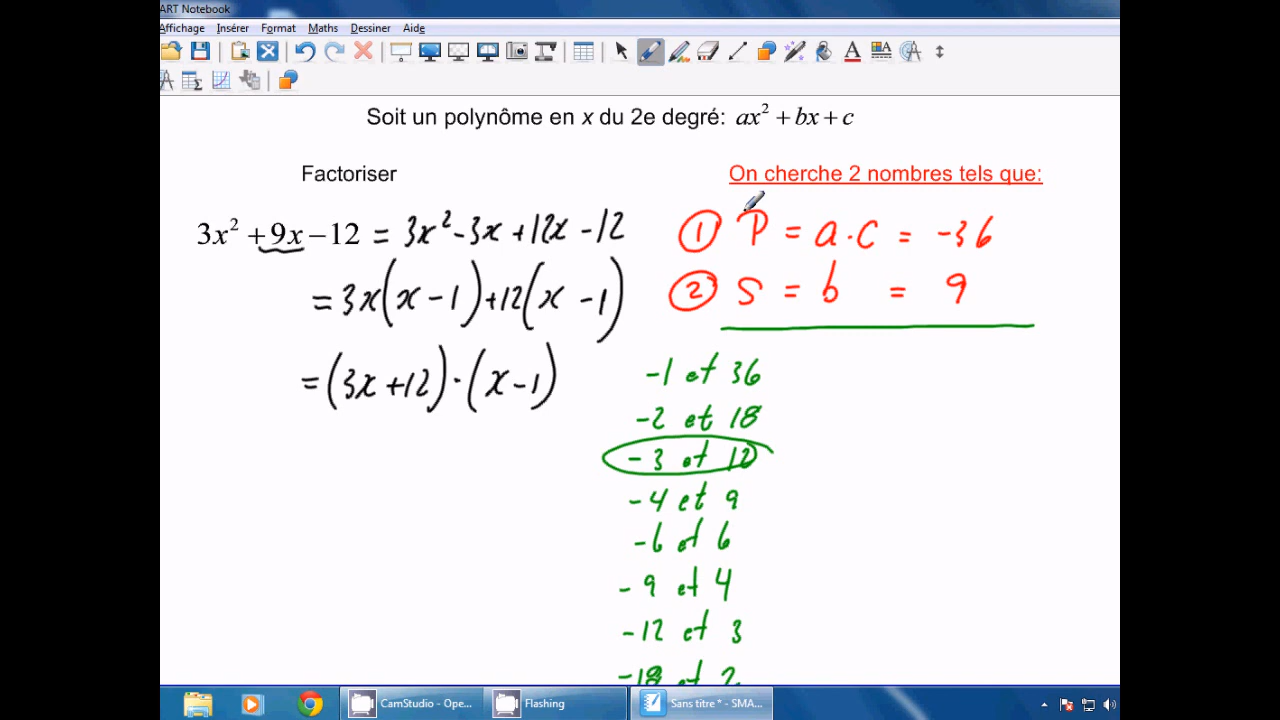 ART Notebook
Affichage Insérer Format Maths Dessiner Aide
Soit un polynôme en x du 2e degré: ax² + bx + c
Factoriser
3x² + 9x - 12 = 3x² - 3x + 12x - 12
= 3x(x - 1) + 12(x - 1)
= (3x + 12) · (x - 1)
On cherche 2 nombres tels que:
① P = a · c = -36
② S = b = 9
-1 et 36
-2 et 18
-3 et 12
-4 et 9
-6 et 6
-9 et 4
-12 et 3
-18 et 2
CamStudio - Ope...
Flashing
Sans titre * - SMA...